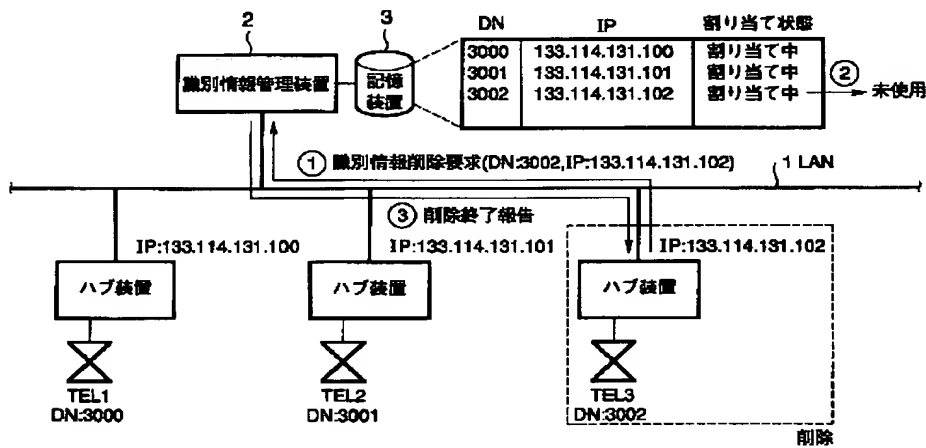 2
3
DN IP 割り当て状態
識別情報管理装置
記憶
装置
3000 133.114.131.100 割り当て中
3001 133.114.131.101 割り当て中
3002 133.114.131.102 割り当て中
② 未使用
① 識別情報削除要求(DN:3002,IP:133.114.131.102)
1 LAN
③ 削除終了報告
IP:133.114.131.100
IP:133.114.131.101
IP:133.114.131.102
ハブ装置
ハブ装置
ハブ装置
TEL1
DN:3000
TEL2
DN:3001
TEL3
DN:3002
削除